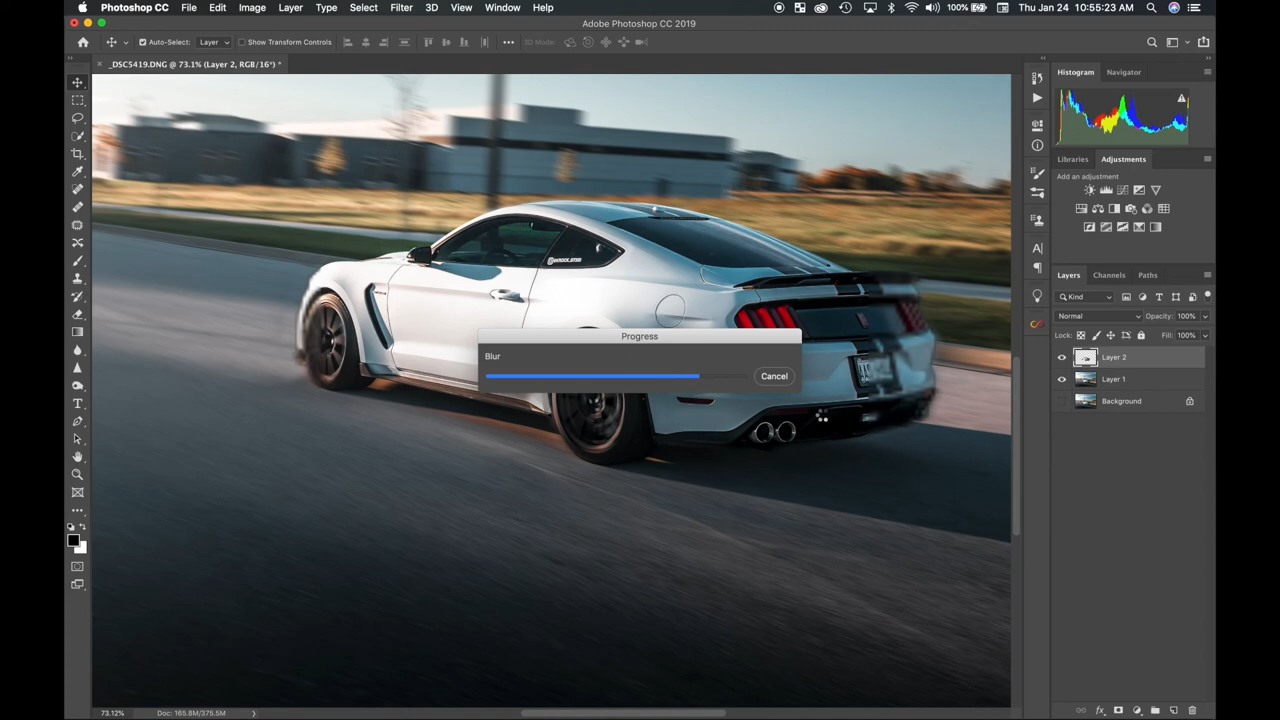 Photoshop CC File Edit Image Layer Type Select Filter 3D View Window Help 100% Thu Jan 24 10:55:23 AM
Adobe Photoshop CC 2019
Auto-Select: Layer Show Transform Controls 3D Mode:
× _DSC5419.DNG @ 73.1% (Layer 2, RGB/16*) *
Histogram Navigator
Libraries Adjustments
Add an adjustment
Layers Channels Paths
Kind
Normal Opacity: 100%
Lock: Fill: 100%
Layer 2
Layer 1
Background
Progress
Blur
Cancel
73.12% Doc: 165.8M/375.5M